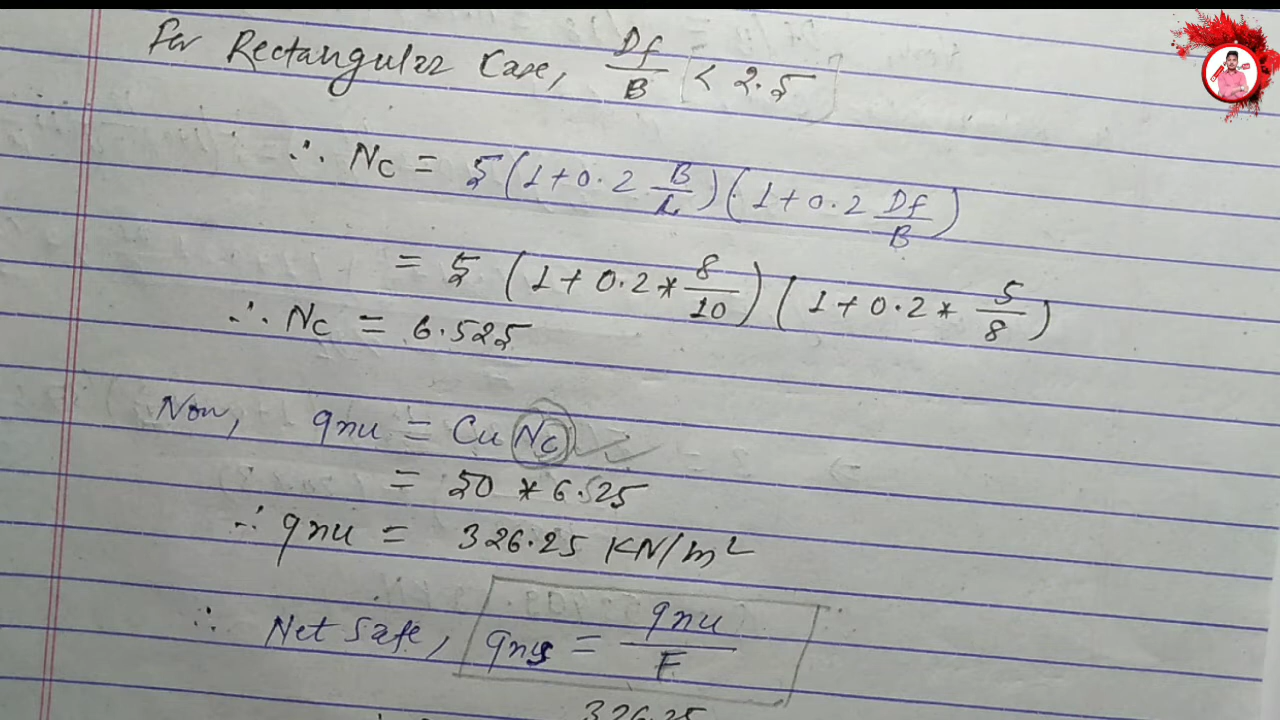 For Rectangular Case, Df/B < 2.5
∴ Nc = 5 (1+0.2 B/L) (1+0.2 Df/B)
= 5 (1+0.2 * 8/10) (1+0.2 * 5/8)
∴ Nc = 6.525
Now, qnu = Cu Nc
= 50 * 6.525
∴ qnu = 326.25 KN/m²
∴ Net Safe, qns = qnu/F
326.25